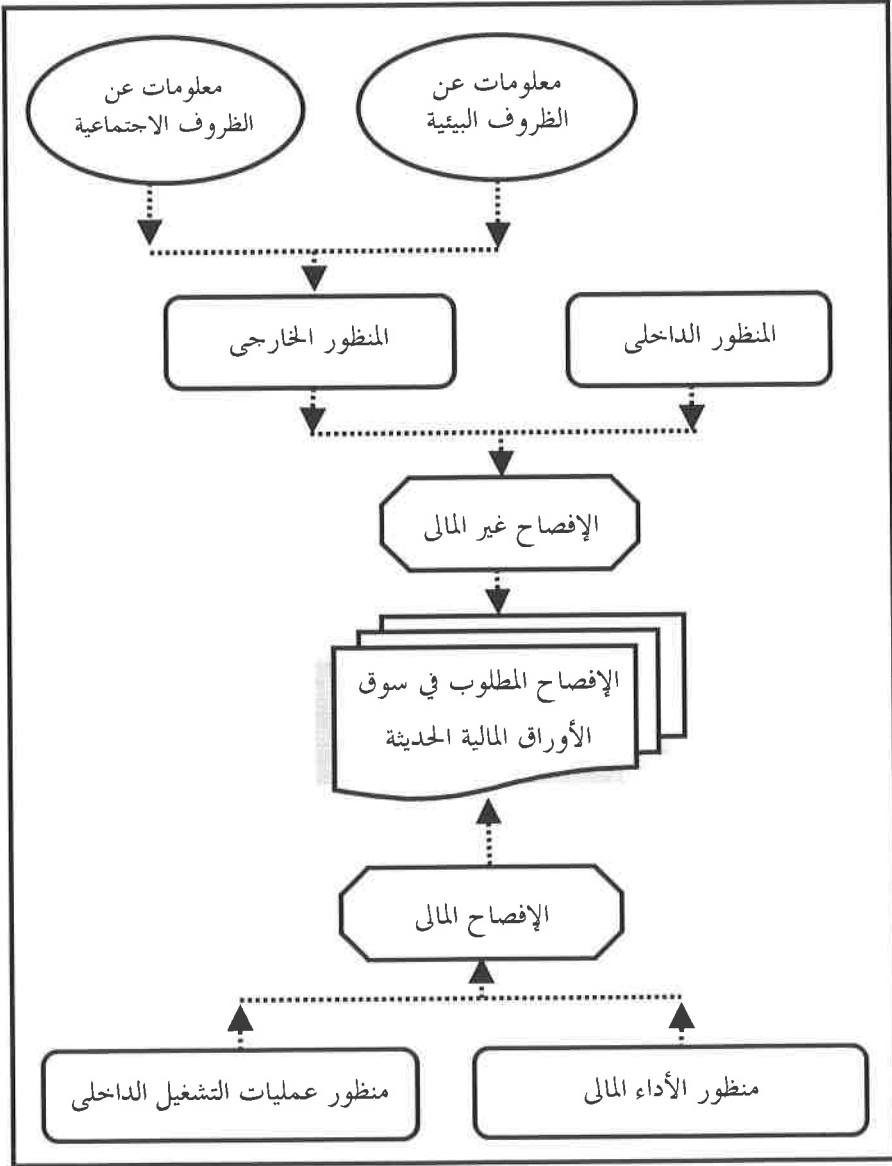 معلومات عن
الظروف البيئية
معلومات عن
الظروف الاجتماعية
المنظور الداخلى
المنظور الخارجى
الإفصاح غير المالى
الإفصاح المطلوب في سوق
الأوراق المالية الحديثة
الإفصاح المالى
منظور الأداء المالى
منظور عمليات التشغيل الداخلى